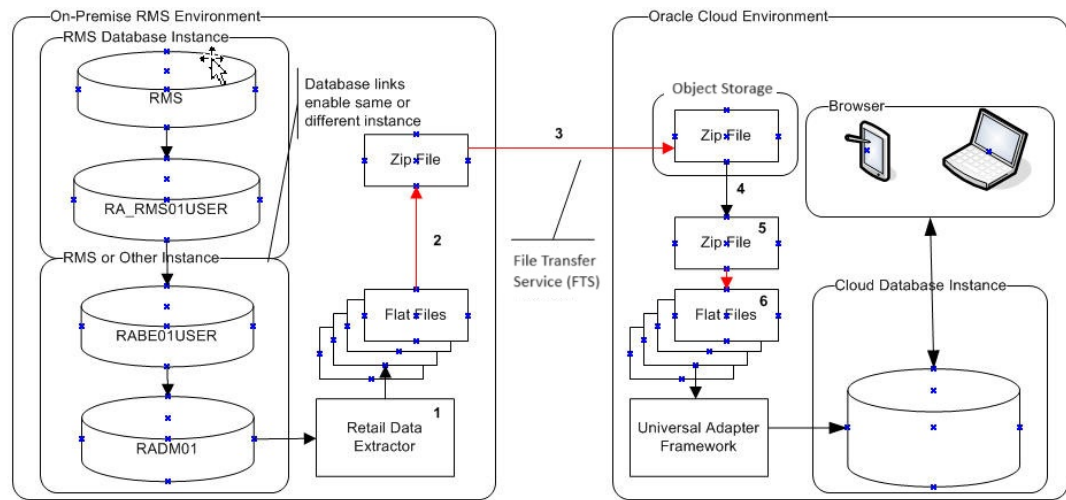 On-Premise RMS Environment
RMS Database Instance
RMS
RA_RMS01USER
Database links
enable same or
different instance
RMS or Other Instance
RABE01USER
RADM01
Zip File
2
Flat Files
1
Retail Data
Extractor
3
File Transfer
Service (FTS)
Oracle Cloud Environment
Object Storage
Zip File
4
Zip File
5
Flat Files
6
Universal Adapter
Framework
Browser
Cloud Database Instance